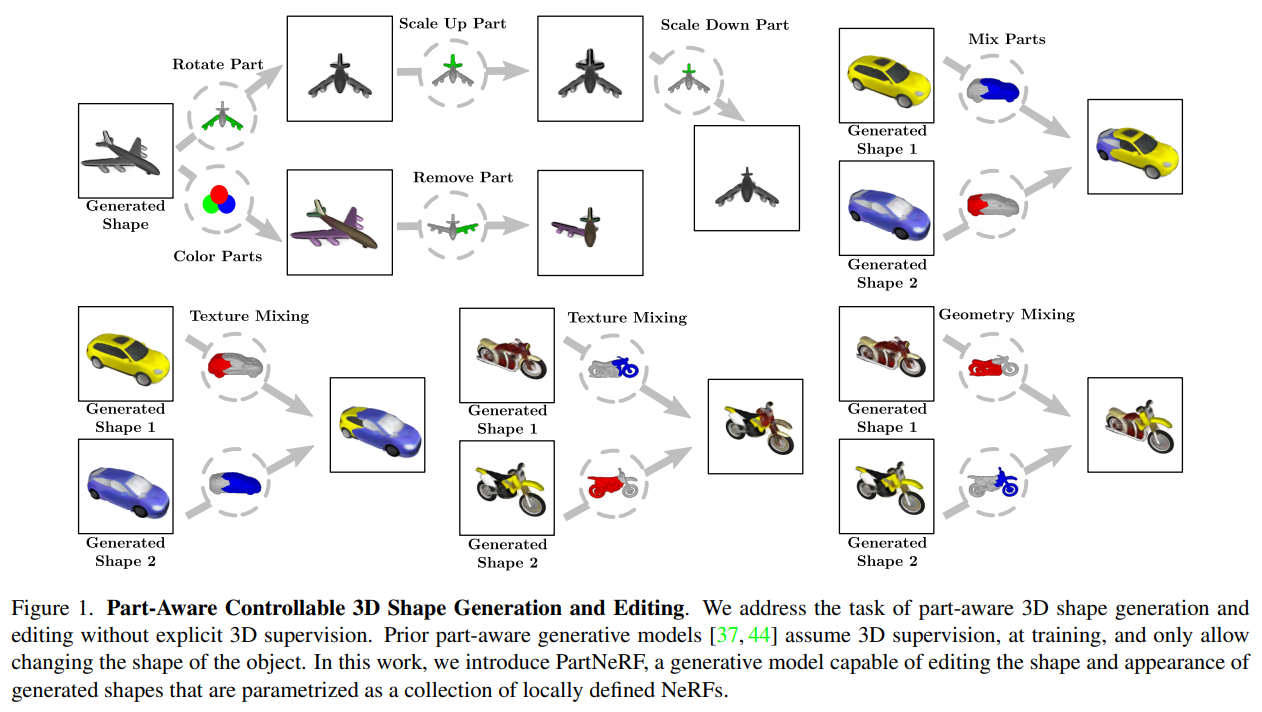 Scale Up Part
Scale Down Part
Mix Parts
Rotate Part
Generated
Shape
Generated
Shape 1
Remove Part
Color Parts
Generated
Shape 2
Texture Mixing
Texture Mixing
Geometry Mixing
Generated
Shape 1
Generated
Shape 1
Generated
Shape 1
Generated
Shape 2
Generated
Shape 2
Generated
Shape 2
Figure 1. Part-Aware Controllable 3D Shape Generation and Editing. We address the task of part-aware 3D shape generation and
editing without explicit 3D supervision. Prior part-aware generative models [37, 44] assume 3D supervision, at training, and only allow
changing the shape of the object. In this work, we introduce PartNeRF, a generative model capable of editing the shape and appearance of
generated shapes that are parametrized as a collection of locally defined NeRFs.